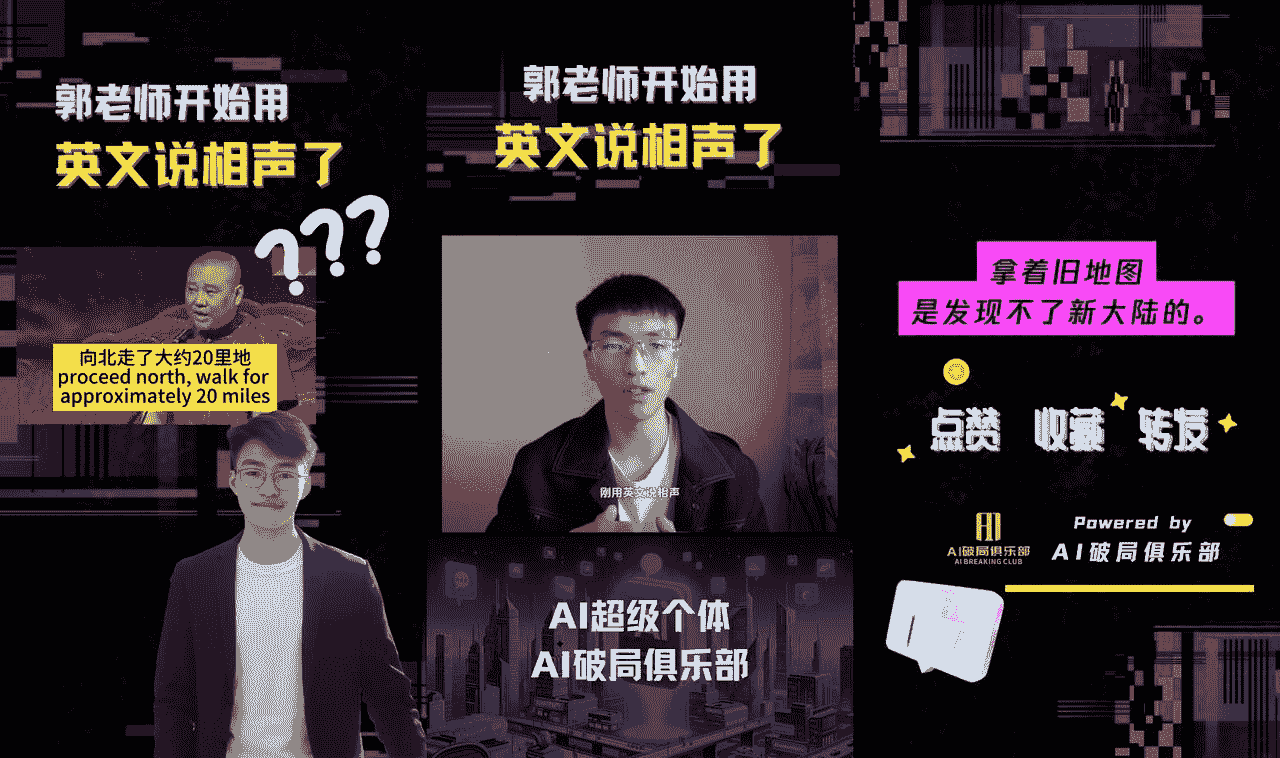 郭老师开始用
英文说相声了
???
向北走了大约20里地
proceed north, walk for
approximately 20 miles
郭老师开始用
英文说相声了
刚用英文说相声
AI超级个体
AI破局俱乐部
拿着旧地图
是发现不了新大陆的。
点赞 收藏 转发
AI破局俱乐部
AI BREAKING CLUB
Powered by
AI破局俱乐部